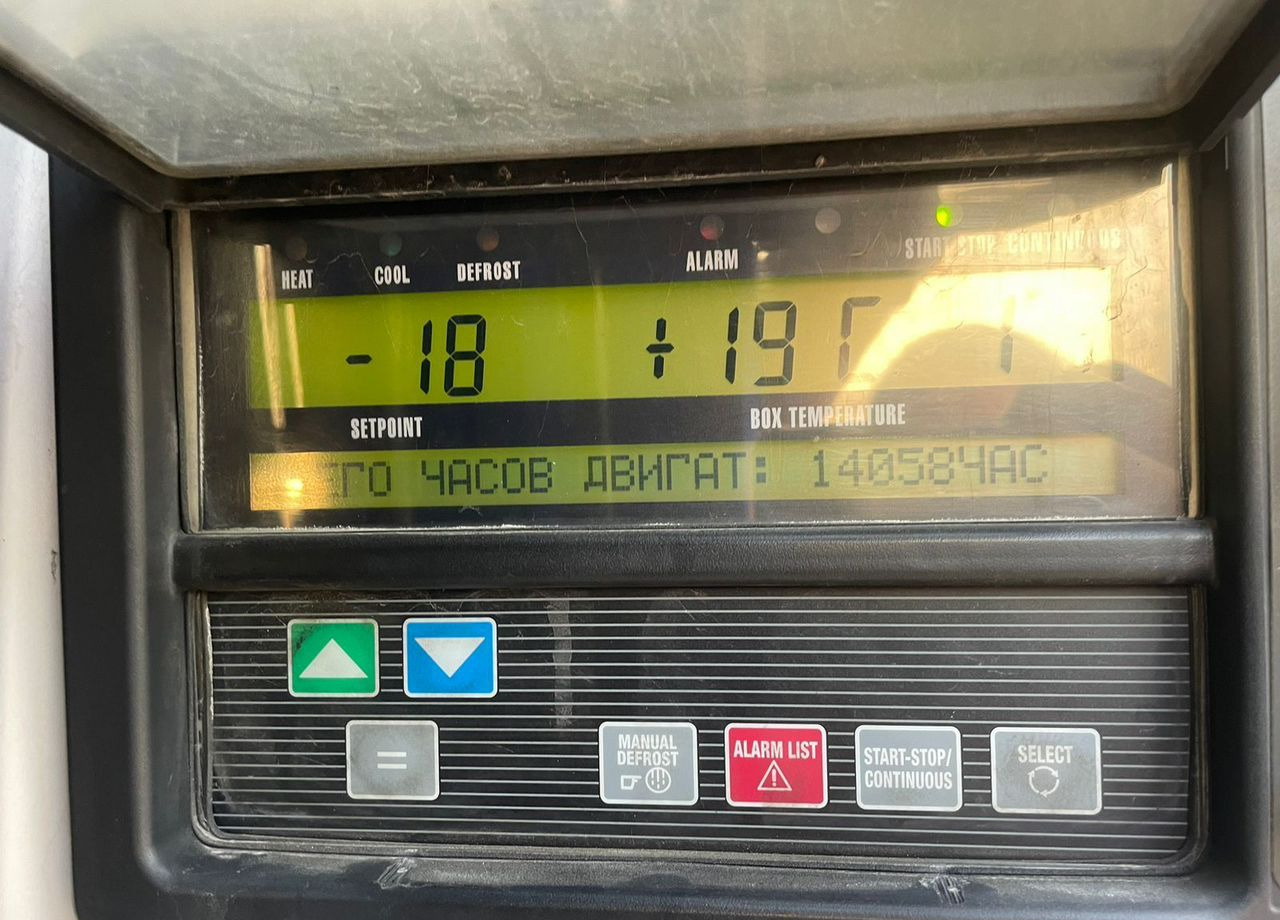 HEAT COOL DEFROST ALARM START-STOP CONTINUOUS
-18 +19
SETPOINT BOX TEMPERATURE
ЧАСОВ ДВИГАТ: 14058ЧАС
=
MANUAL DEFROST
ALARM LIST
START-STOP/
CONTINUOUS
SELECT